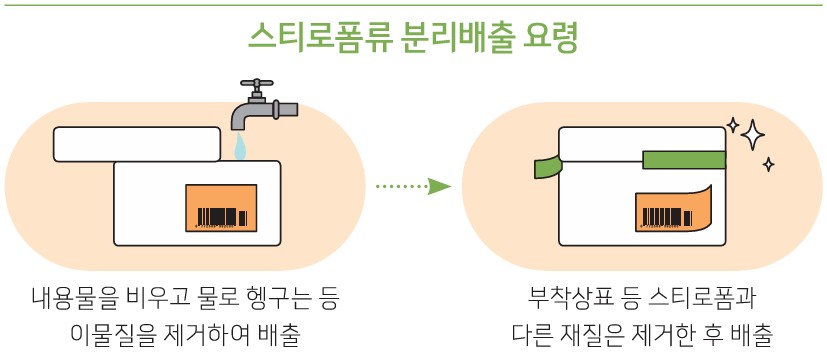 스티로폼류 분리배출 요령
내용물을 비우고 물로 헹구는 등
이물질을 제거하여 배출
부착상표 등 스티로폼과
다른 재질은 제거한 후 배출